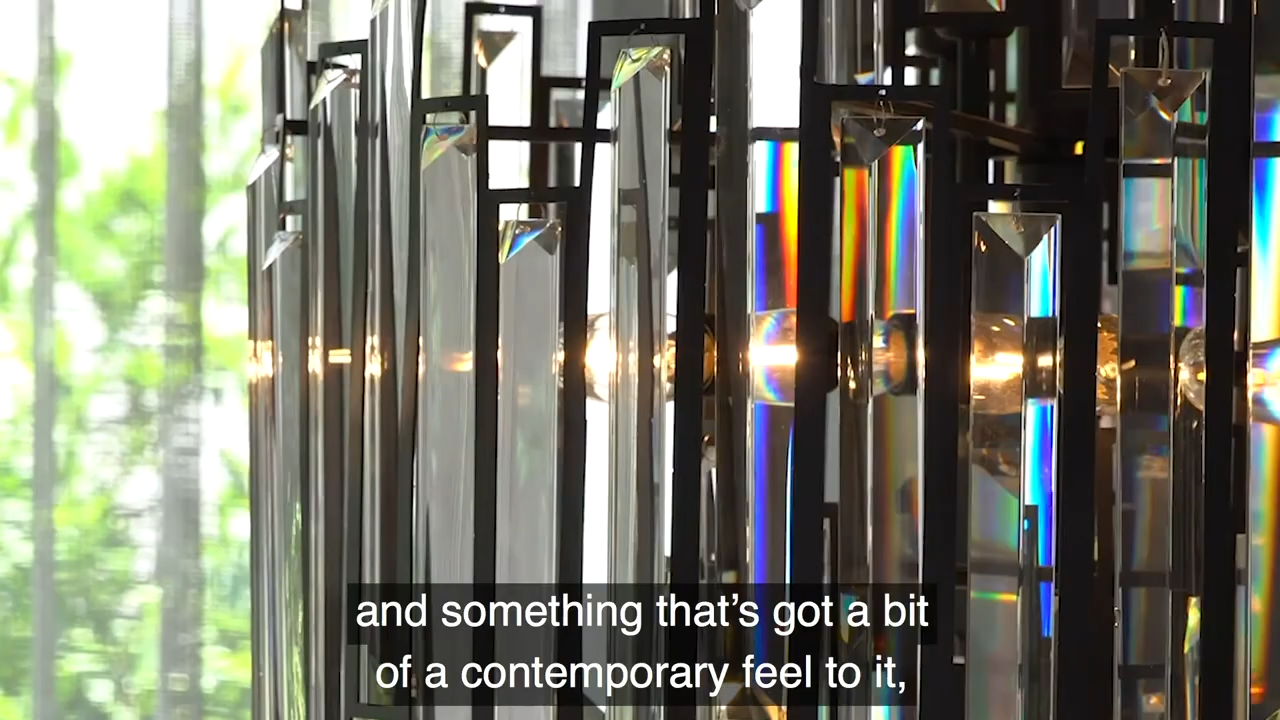 and something that’s got a bit
of a contemporary feel to it,